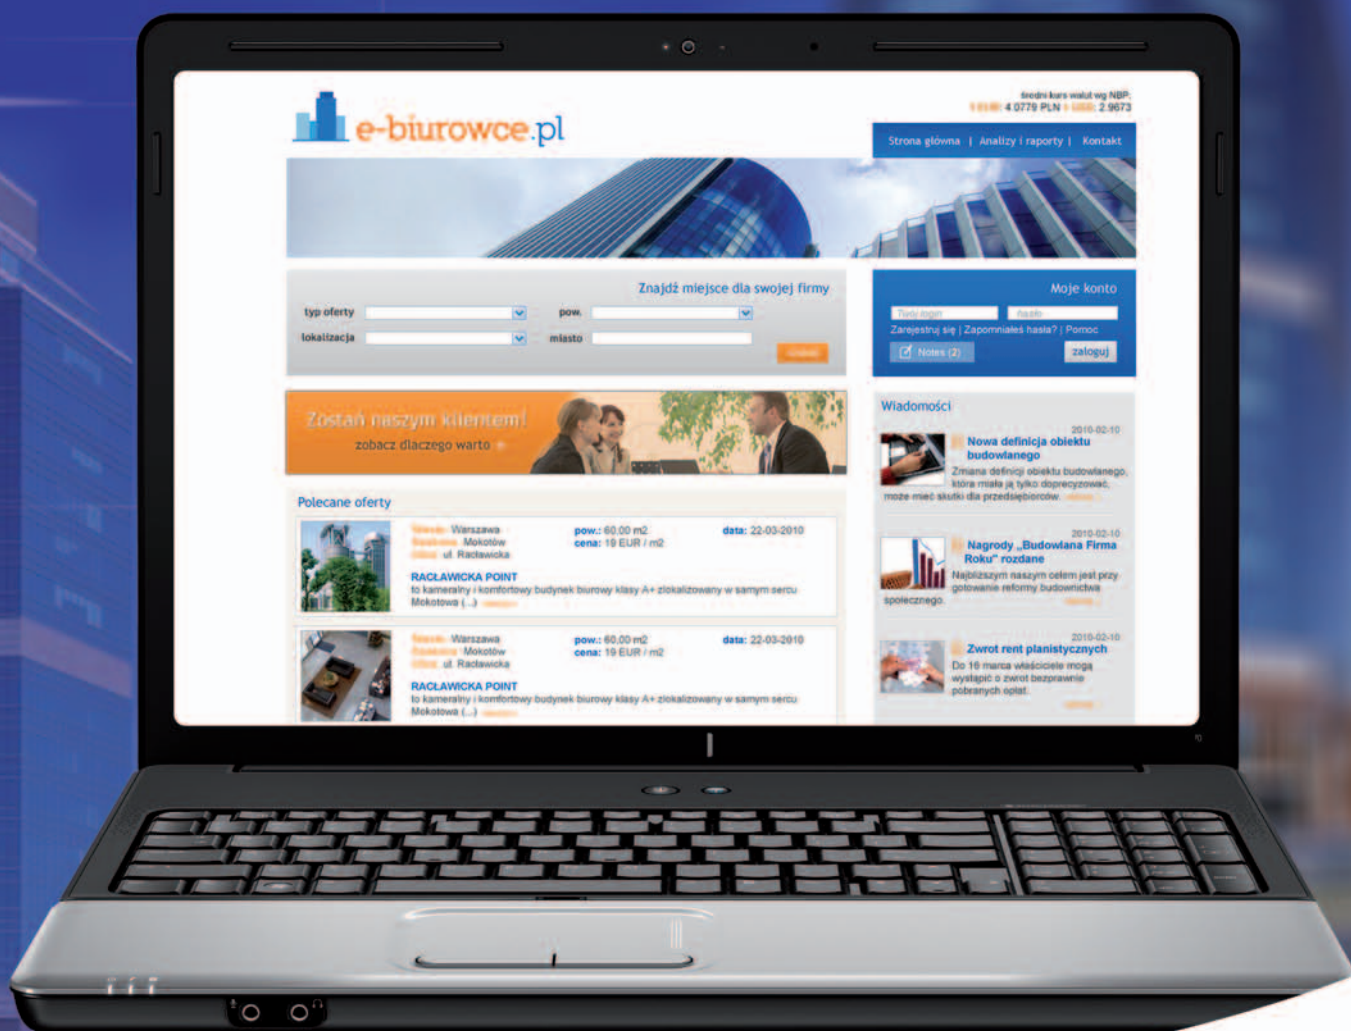 e-biurowce.pl
średni kurs walut wg NBP:
1 EUR: 4.0779 PLN 1 USD: 2.9673
Strona główna | Analizy i raporty | Kontakt
Znajdź miejsce dla swojej firmy
typ oferty
pow.
lokalizacja
miasto
Moje konto
Twój login
hasło
Zarejestruj się | Zapomniałeś hasła? | Pomoc
Notes (2)
zaloguj
Zostań naszym klientem!
zobacz dlaczego warto
Polecane oferty
Warszawa
pow.: 60,00 m2
data: 22-03-2010
Mokotów
cena: 19 EUR / m2
ul. Racławicka
RACŁAWICKA POINT
to kameralny i komfortowy budynek biurowy klasy A+ zlokalizowany w samym sercu
Mokotowa (...)
Warszawa
pow.: 60,00 m2
data: 22-03-2010
Mokotów
cena: 19 EUR / m2
ul. Racławicka
RACŁAWICKA POINT
to kameralny i komfortowy budynek biurowy klasy A+ zlokalizowany w samym sercu
Mokotowa (...)
Wiadomości
2010-02-10
Nowa definicja obiektu
budowlanego
Zmiana definicji obiektu budowlanego,
która miała ją tylko doprecyzować,
może mieć skutki dla przedsiębiorców.
2010-02-10
Nagrody „Budowlana Firma
Roku" rozdane
Najbliższym naszym celem jest przy
gotowanie reformy budownictwa
społecznego.
2010-02-10
Zwrot rent planistycznych
Do 16 marca właściciele mogą
wystąpić o zwrot bezprawnie
pobranych opłat.